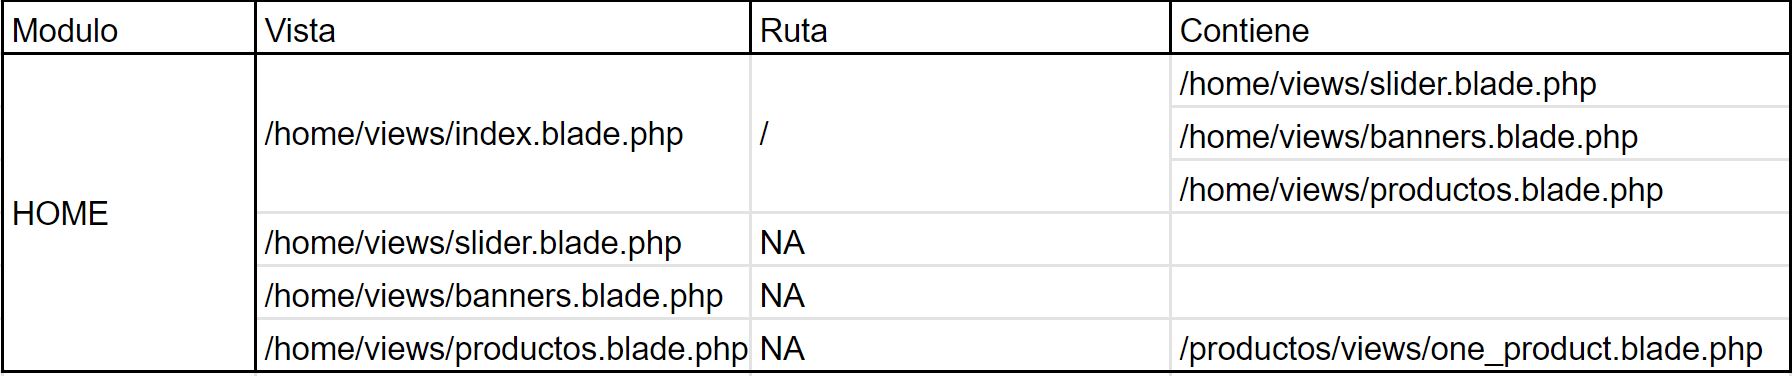 Modulo Vista Ruta Contiene
HOME /home/views/index.blade.php / /home/views/slider.blade.php
/home/views/banners.blade.php
/home/views/productos.blade.php
/home/views/slider.blade.php NA
/home/views/banners.blade.php NA
/home/views/productos.blade.php NA /productos/views/one_product.blade.php